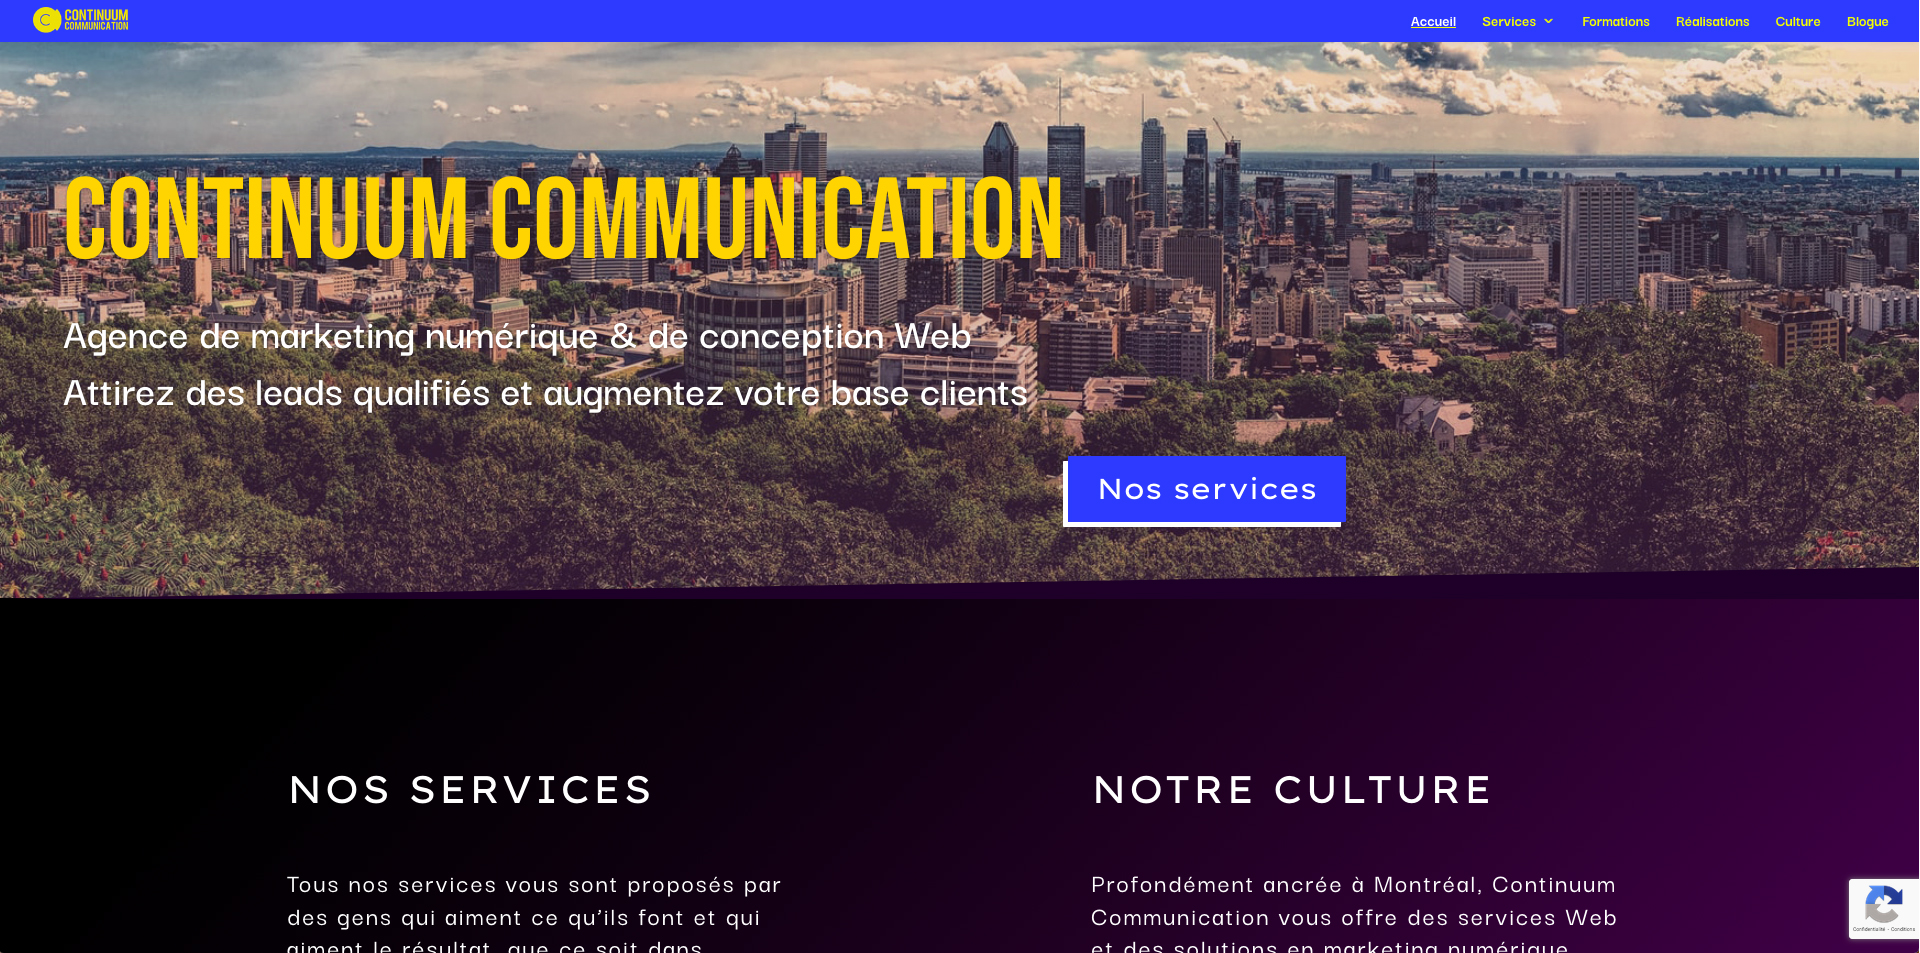 CONTINUUM
COMMUNICATION
Accueil
Services
Formations
Réalisations
Culture
Blogue
CONTINUUM COMMUNICATION
Agence de marketing numérique & de conception Web
Attirez des leads qualifiés et augmentez votre base clients
Nos services
NOS SERVICES
Tous nos services vous sont proposés par
des gens qui aiment ce qu’ils font et qui
aiment le résultat, que ce soit dans
NOTRE CULTURE
Profondément ancrée à Montréal, Continuum
Communication vous offre des services Web
et des solutions en marketing numérique
Confidentialité - Conditions